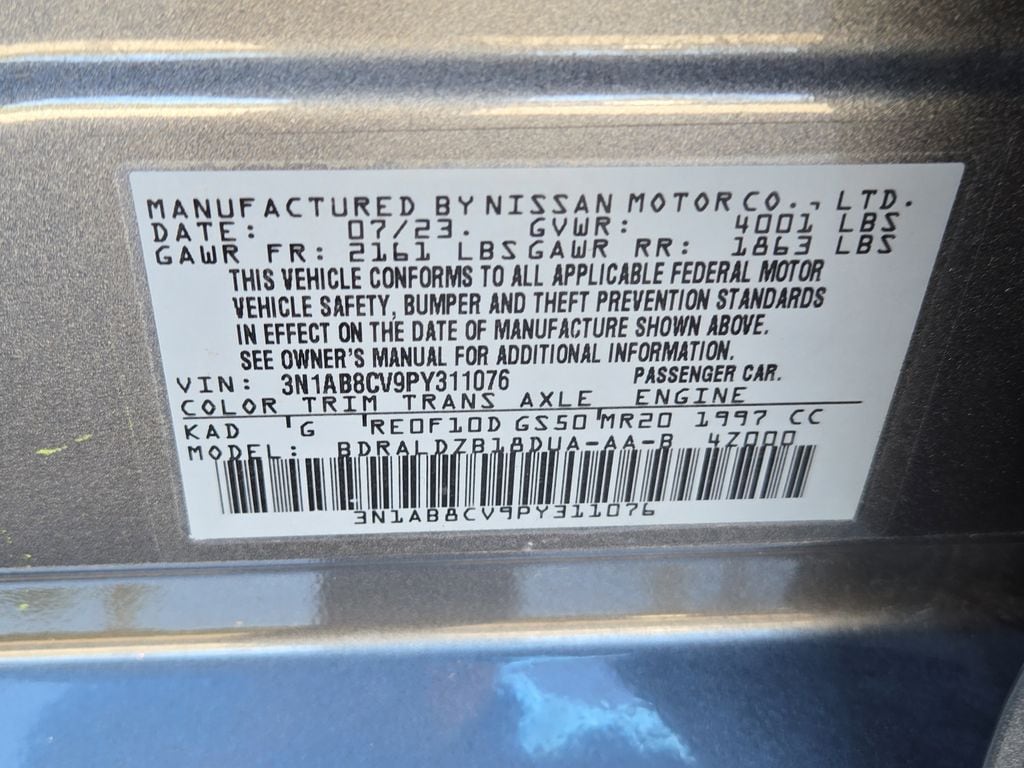 MANUFACTURED BY NISSAN MOTOR CO., LTD.
DATE: 07/23. GVWR: 4001 LBS
GAWR FR: 2161 LBS GAWR RR: 1863 LBS
THIS VEHICLE CONFORMS TO ALL APPLICABLE FEDERAL MOTOR
VEHICLE SAFETY, BUMPER AND THEFT PREVENTION STANDARDS
IN EFFECT ON THE DATE OF MANUFACTURE SHOWN ABOVE.
SEE OWNER'S MANUAL FOR ADDITIONAL INFORMATION.
VIN: 3N1AB8CV9PY311076 PASSENGER CAR.
COLOR TRIM TRANS AXLE ENGINE
KAD G RE0F10D GS50 MR20 1997 CC
MODEL: BDRALDZB18DUA-AA-B 4Z000
3N1AB8CV9PY311076